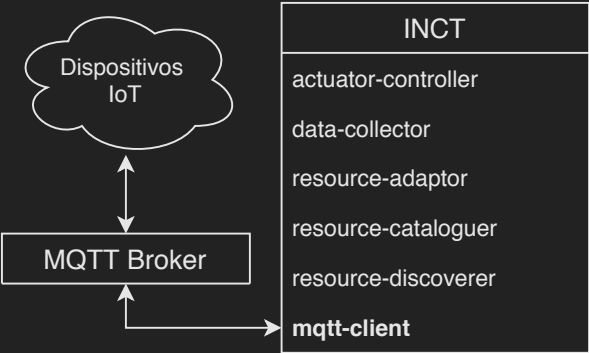 Dispositivos
IoT
MQTT Broker
INCT
actuator-controller
data-collector
resource-adaptor
resource-cataloguer
resource-discoverer
mqtt-client